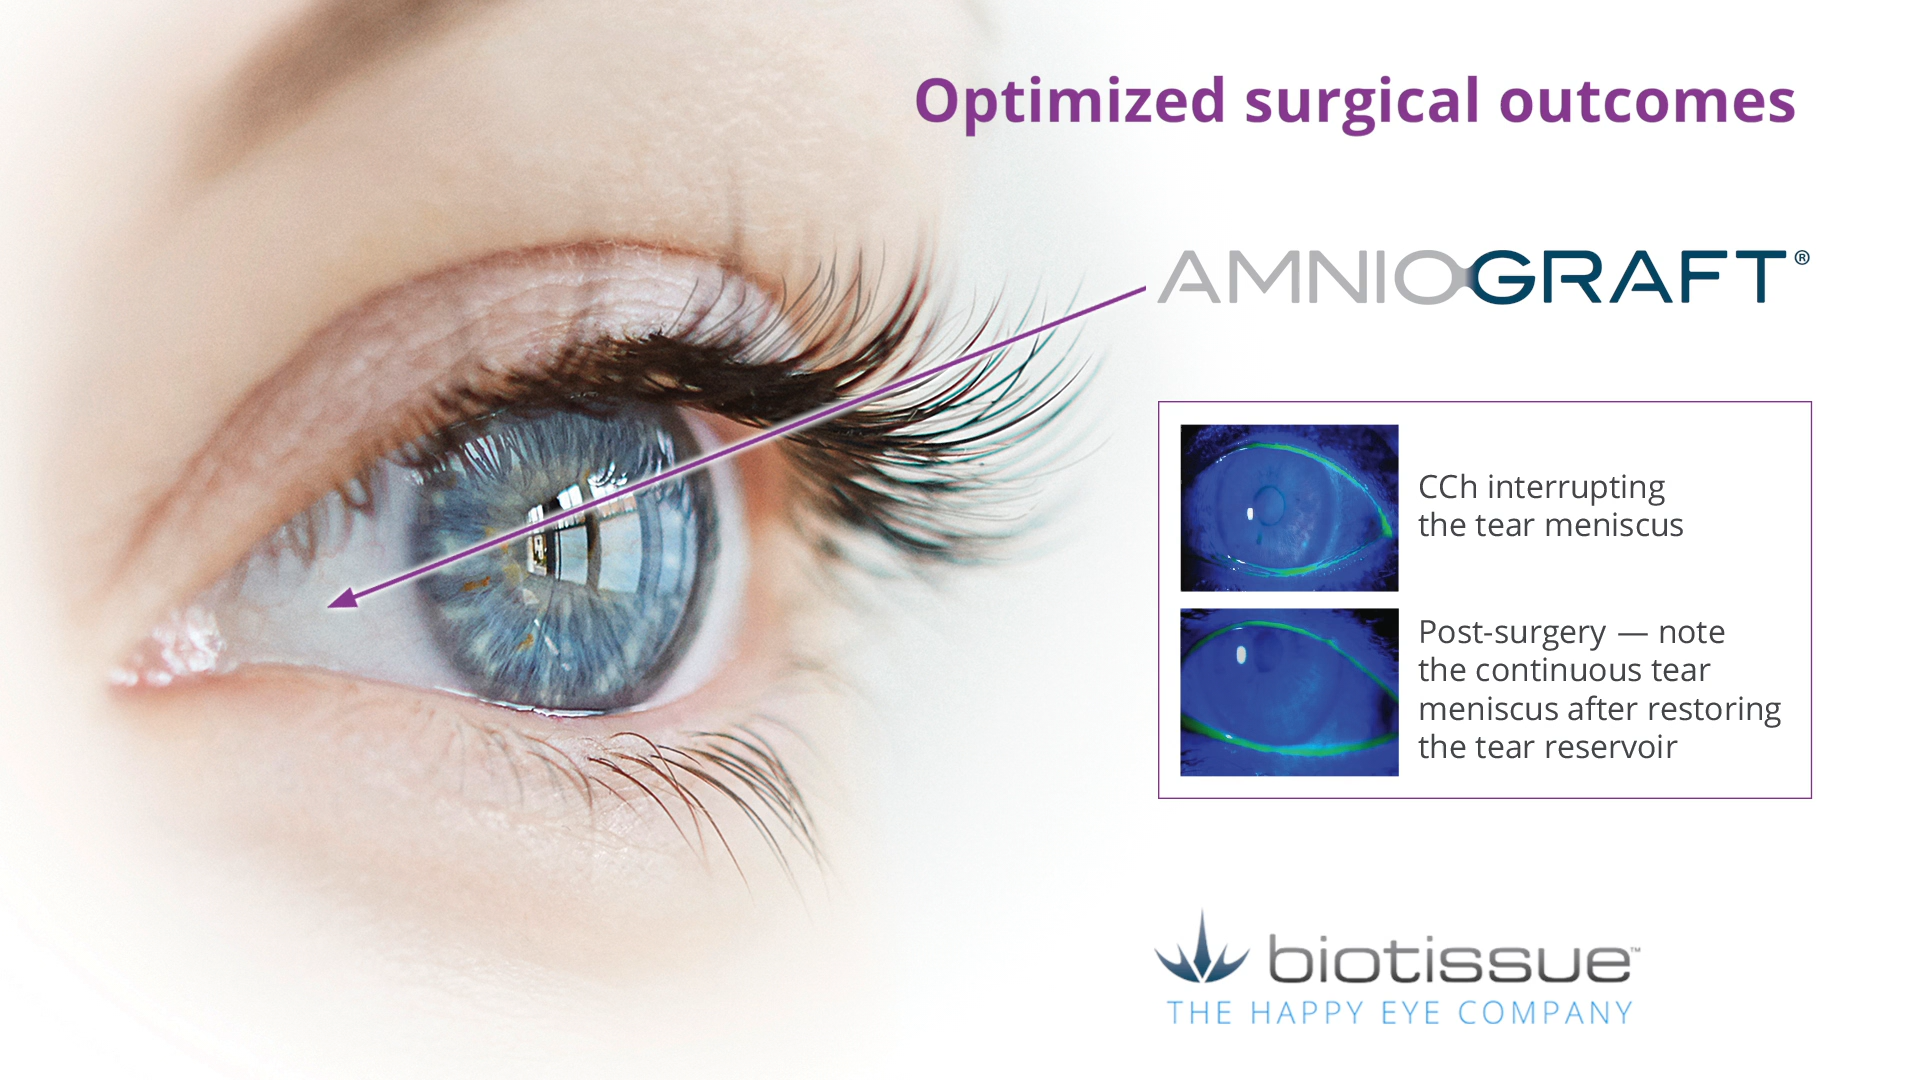 Optimized surgical outcomes
AMNIOGRAFT®
CCh interrupting
the tear meniscus
Post-surgery — note
the continuous tear
meniscus after restoring
the tear reservoir
biotissue™
THE HAPPY EYE COMPANY